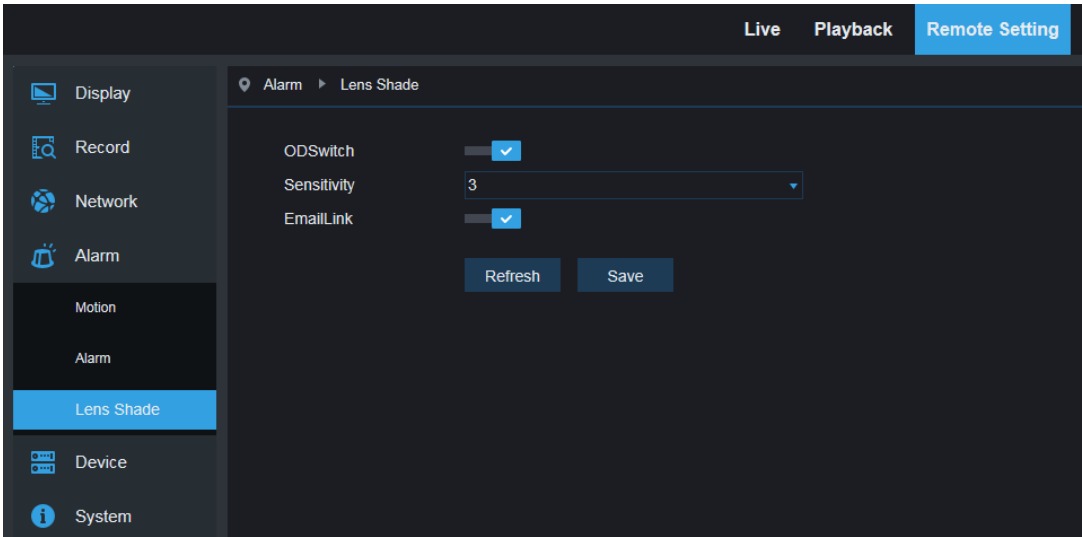 Live Playback Remote Setting
Display
Record
Network
Alarm
Motion
Alarm
Lens Shade
Device
System
Alarm Lens Shade
ODSwitch
Sensitivity 3
EmailLink
Refresh Save